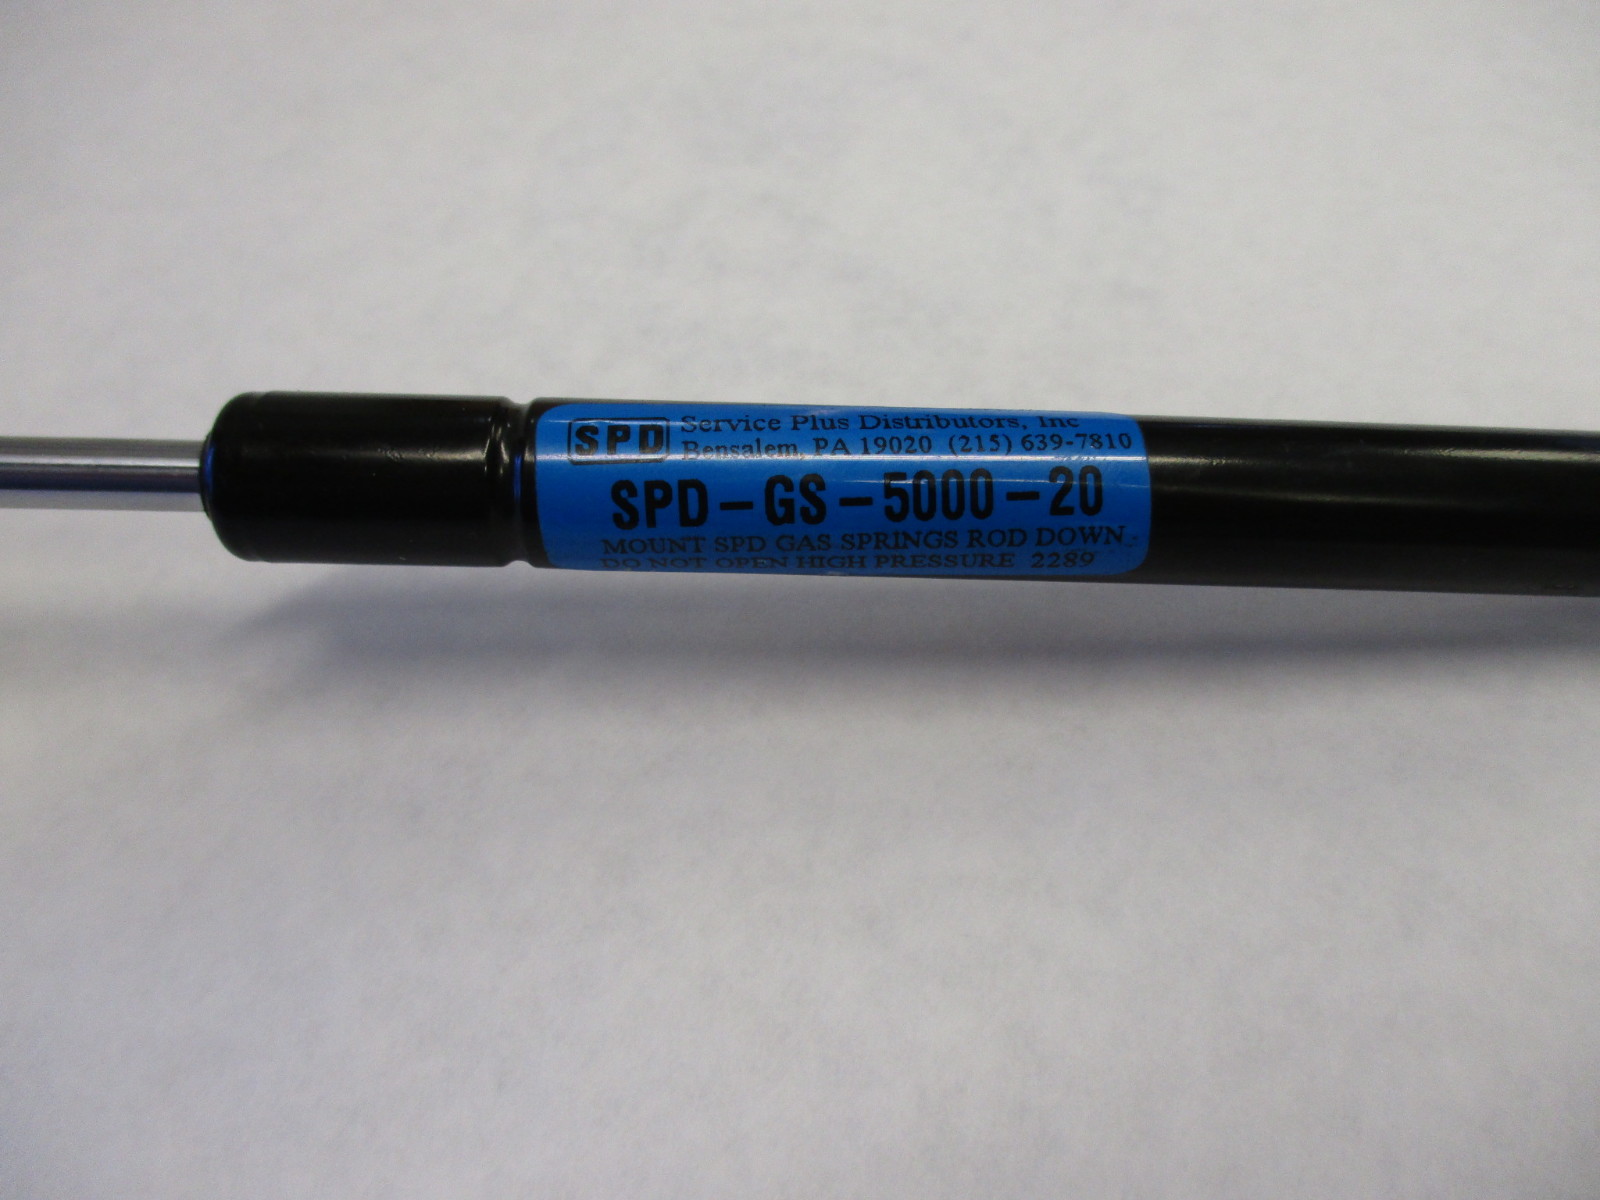 SPD Service Plus Distributors, Inc
Bensalem, PA 19020 (215) 639-7810
SPD-GS-5000-20
MOUNT SPD GAS SPRINGS ROD DOWN.
DO NOT OPEN HIGH PRESSURE 2289